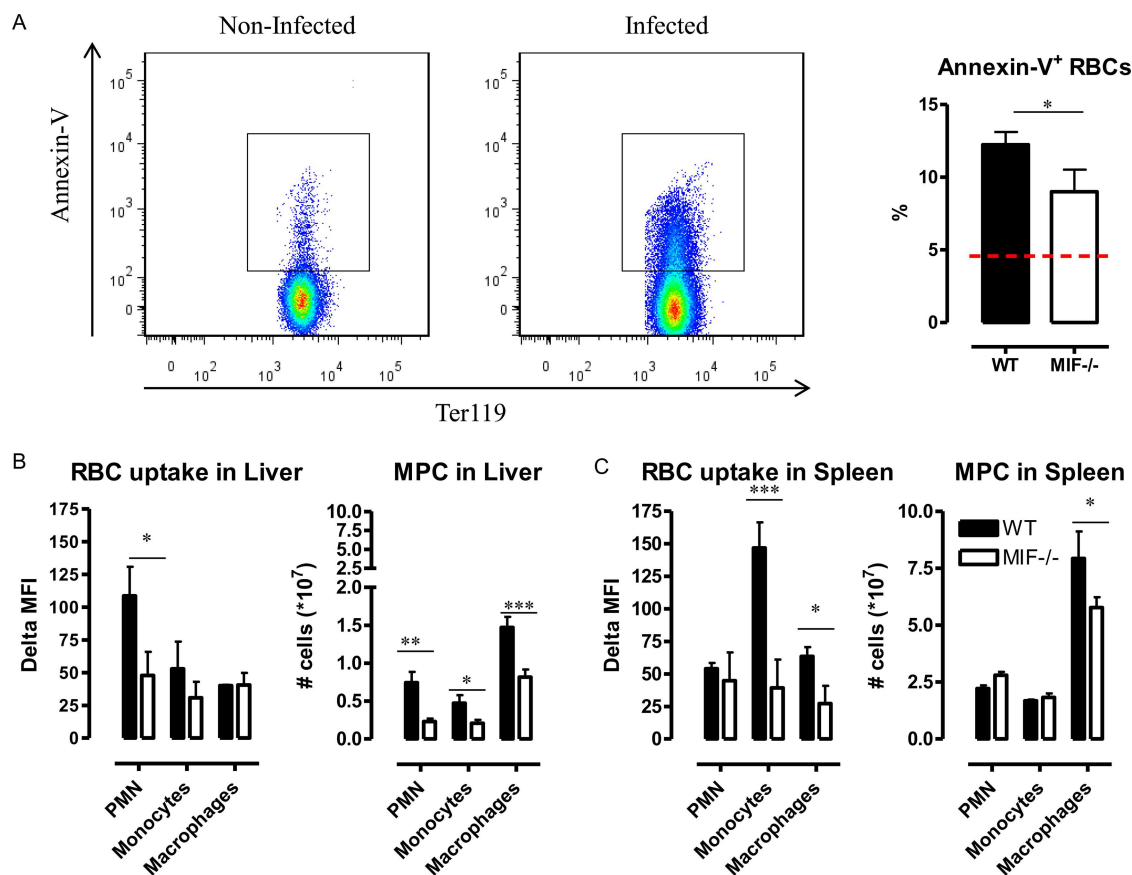 A
Non-Infected
Infected
Annexin-V
10^5
10^4
10^3
10^2
0
0 10^2 10^3 10^4 10^5
10^5
10^4
10^3
10^2
0
0 10^2 10^3 10^4 10^5
Ter119
Annexin-V+ RBCs
*
%
15
10
5
0
WT MIF-/-
B
RBC uptake in Liver
Delta MFI
175
150
125
100
75
50
25
0
*
PMN
Monocytes
Macrophages
MPC in Liver
# cells (*10^7)
10.0
7.5
5.0
2.5
2.0
1.5
1.0
0.5
0.0
**
*
***
PMN
Monocytes
Macrophages
C
RBC uptake in Spleen
Delta MFI
175
150
125
100
75
50
25
0
***
*
PMN
Monocytes
Macrophages
MPC in Spleen
# cells (*10^7)
10.0
7.5
5.0
2.5
0.0
WT
MIF-/-
*
PMN
Monocytes
Macrophages